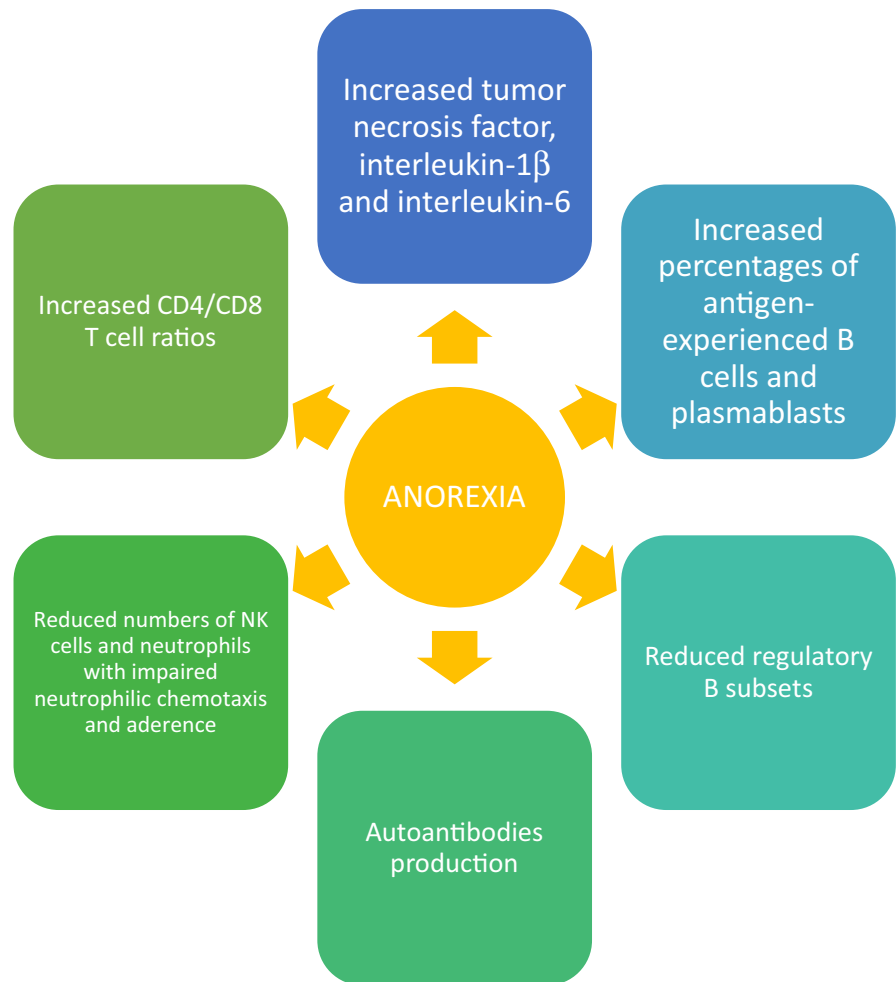 Increased tumor
necrosis factor,
interleukin-1β
and interleukin-6
Increased
percentages of
antigen-
experienced B
cells and
plasmablasts
Reduced regulatory
B subsets
Autoantibodies
production
Reduced numbers of NK
cells and neutrophils
with impaired
neutrophilic chemotaxis
and aderence
Increased CD4/CD8
T cell ratios
ANOREXIA